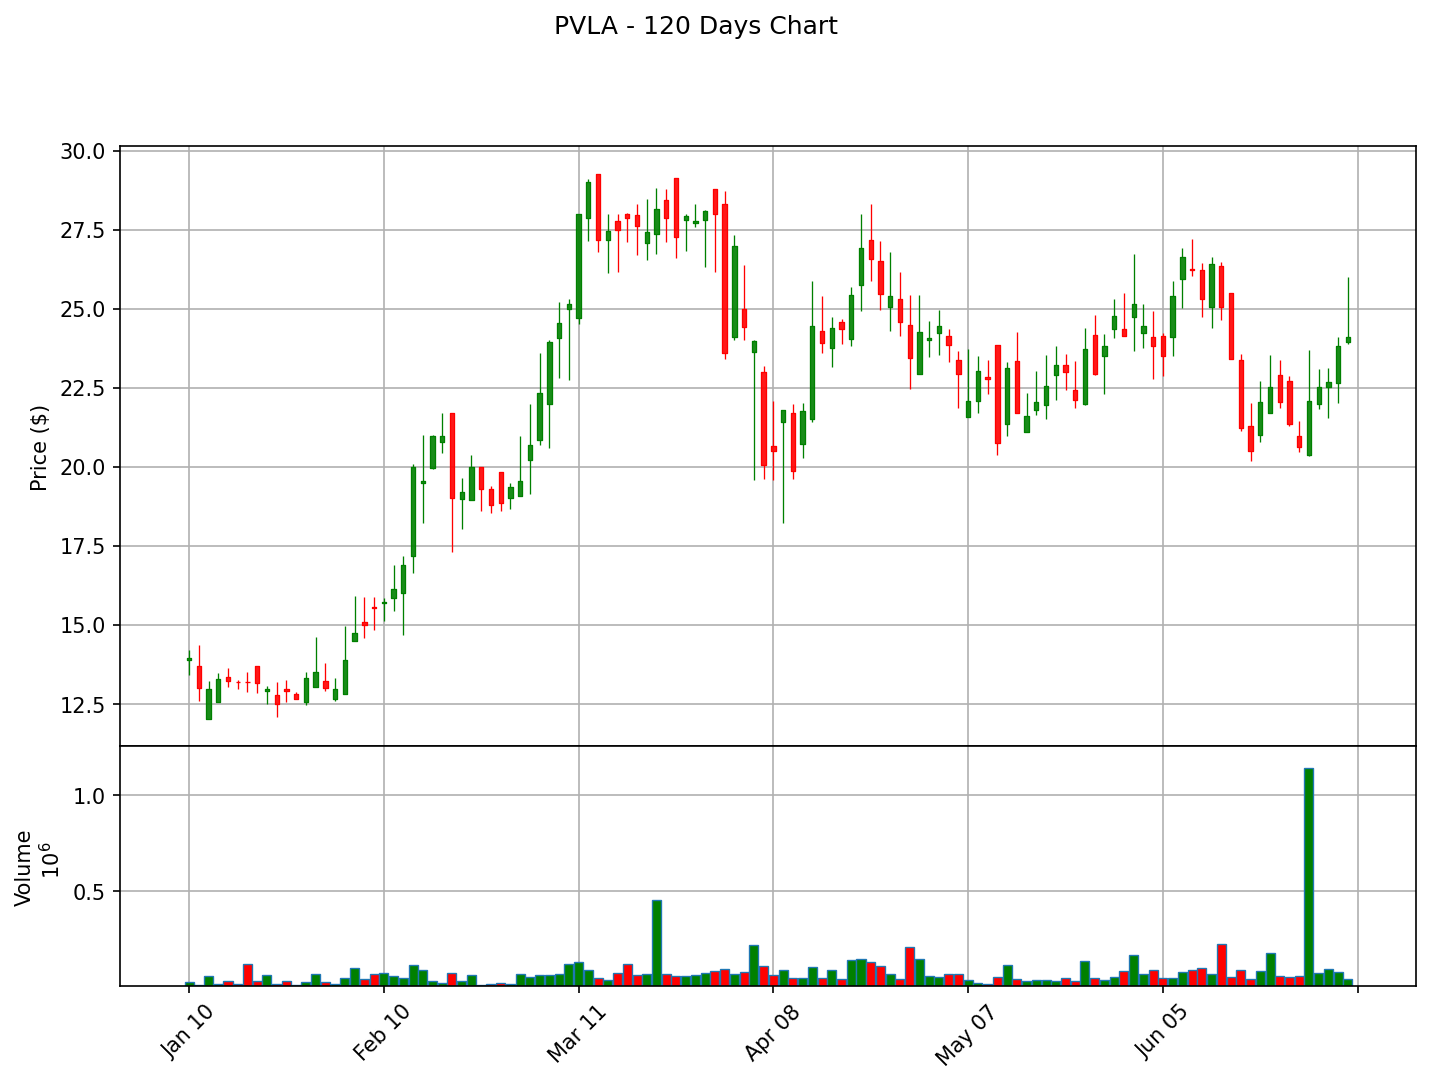 PVLA - 120 Days Chart
30.0
27.5
25.0
22.5
20.0
17.5
15.0
12.5
Price ($)
1.0
0.5
Volume
10⁶
Jan 10
Feb 10
Mar 11
Apr 08
May 07
Jun 05